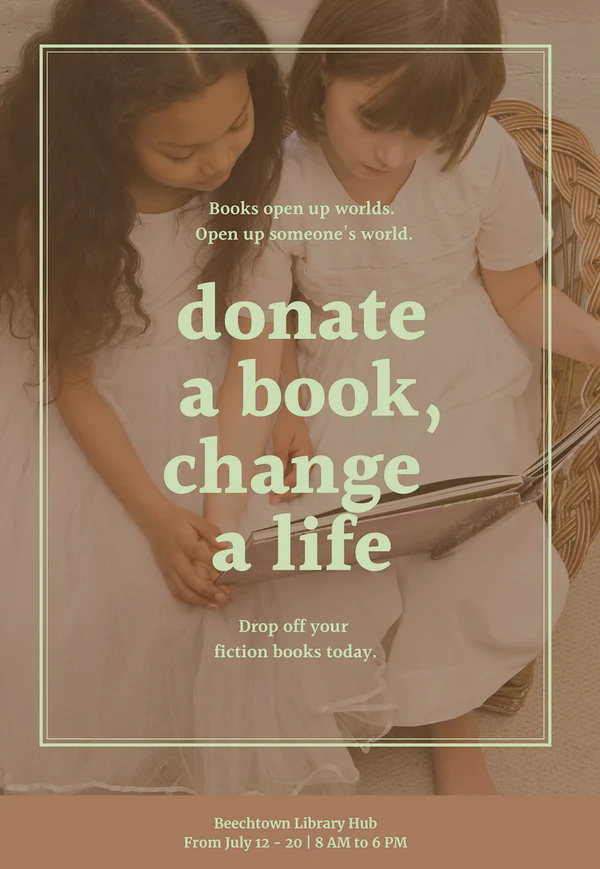 Books open up worlds.
Open up someone's world.
donate
a book,
change
a life
Drop off your
fiction books today.
Beechtown Library Hub
From July 12 - 20 | 8 AM to 6 PM